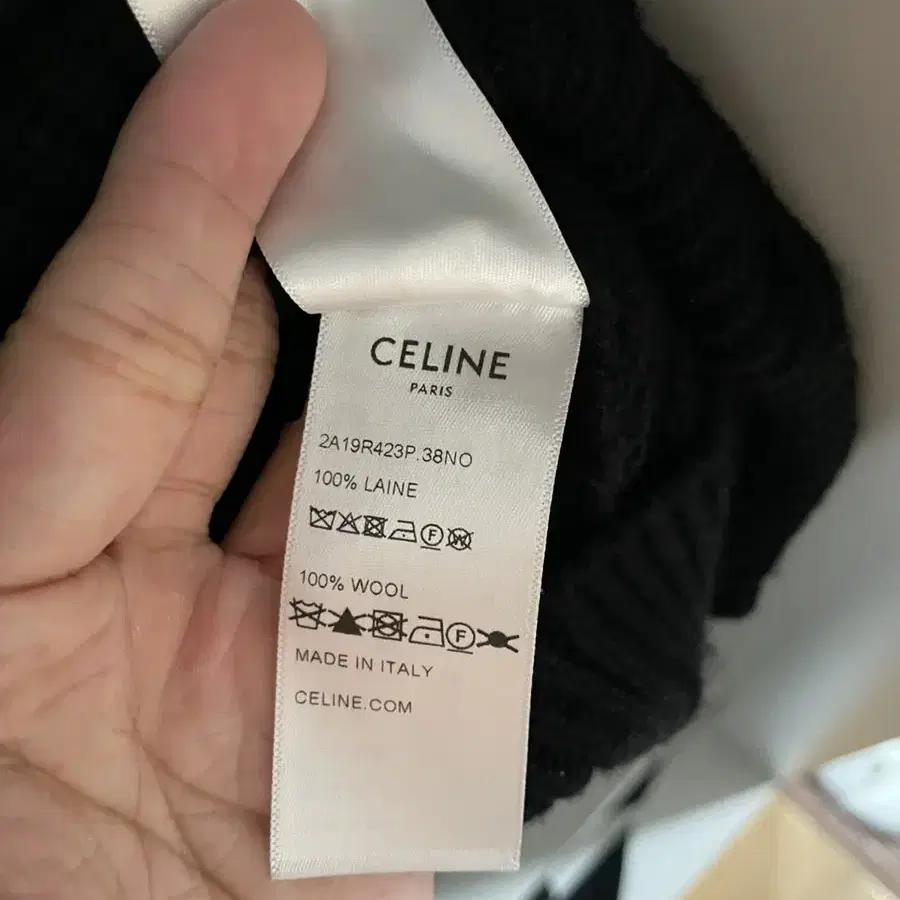 CELINE
PARIS
2A19R423P.38NO
100% LAINE
100% WOOL
MADE IN ITALY
CELINE.COM